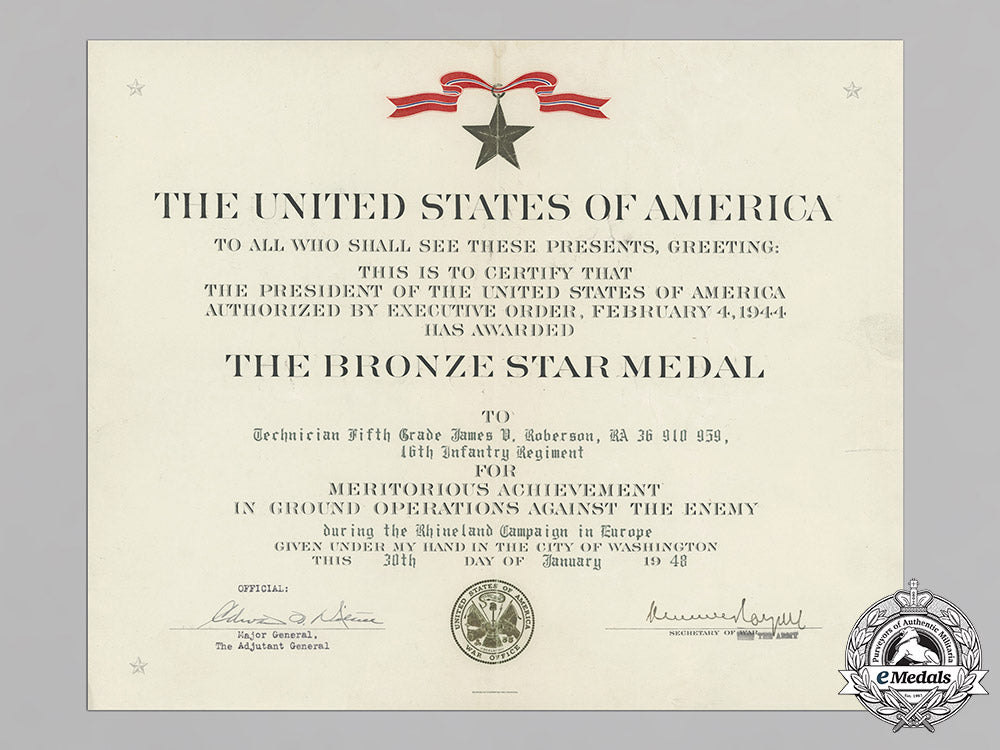 THE UNITED STATES OF AMERICA
TO ALL WHO SHALL SEE THESE PRESENTS, GREETING:
THIS IS TO CERTIFY THAT
THE PRESIDENT OF THE UNITED STATES OF AMERICA
AUTHORIZED BY EXECUTIVE ORDER, FEBRUARY 4, 1944
HAS AWARDED
THE BRONZE STAR MEDAL
TO
Technician Fifth Grade James V. Roberson, RA 36 910 959,
16th Infantry Regiment
FOR
MERITORIOUS ACHIEVEMENT
IN GROUND OPERATIONS AGAINST THE ENEMY
during the Rhineland Campaign in Europe
GIVEN UNDER MY HAND IN THE CITY OF WASHINGTON
THIS 30th DAY OF January 19 48
OFFICIAL:
Major General,
The Adjutant General
UNITED STATES OF AMERICA
WAR OFFICE
SECRETARY OF THE ARMY
Purveyors of Authentic Militaria
eMedals